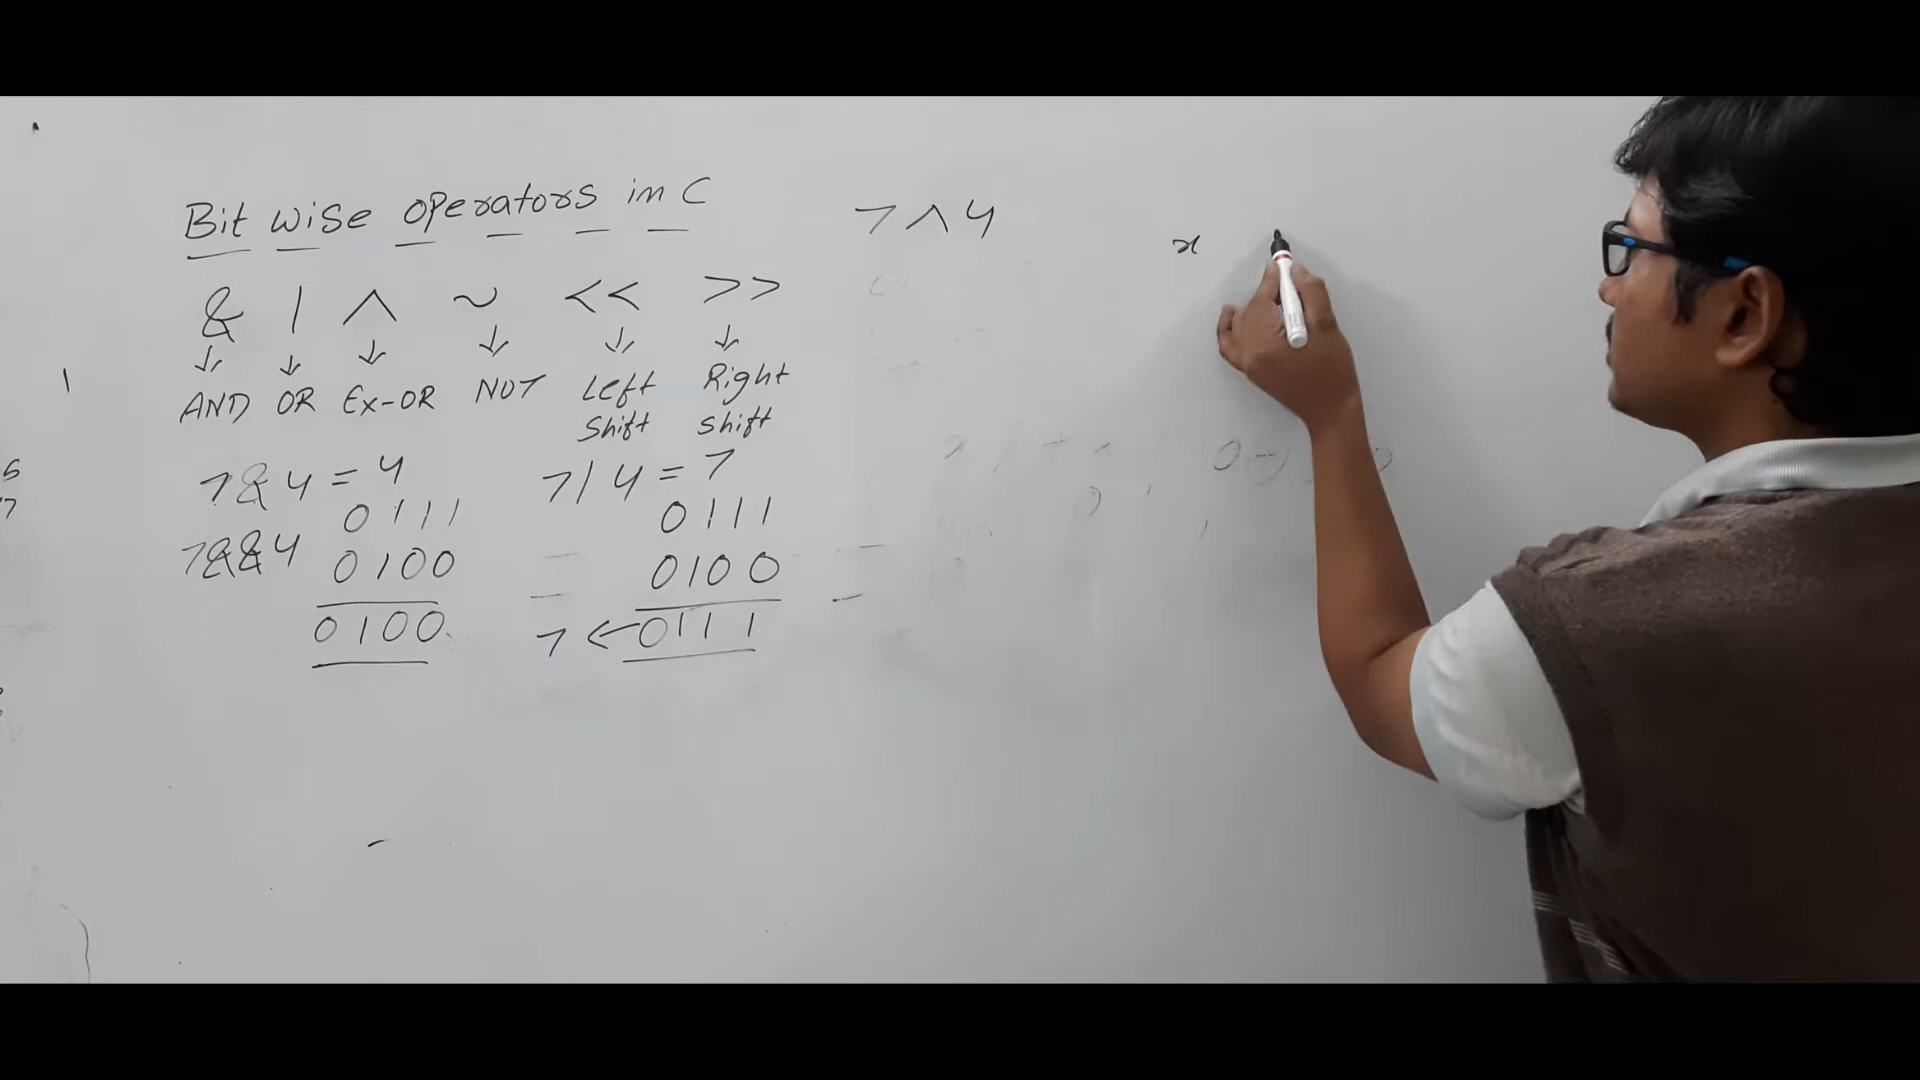 Bit wise operators in C
& | ^ ~ << >>
AND OR Ex-OR NOT Left Shift Right Shift
7 & 4 = 4
0111
7 && 4
0100
0100
7 | 4 = 7
0111
0100
7 ← 0111
7 ^ 4
x